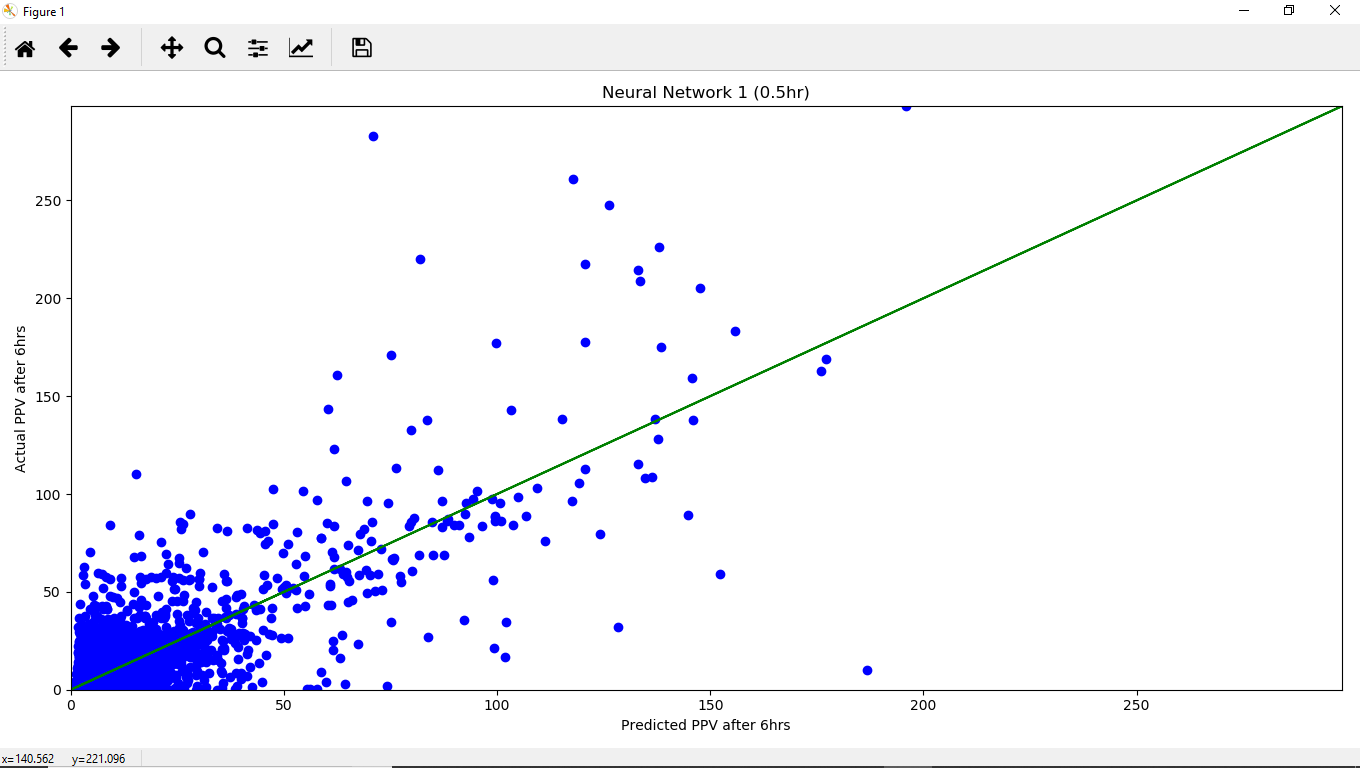 Figure 1
Neural Network 1 (0.5hr)
250
200
150
100
50
0
Actual PPV after 6hrs
0 50 100 150 200 250
Predicted PPV after 6hrs
x=140.562 y=221.096